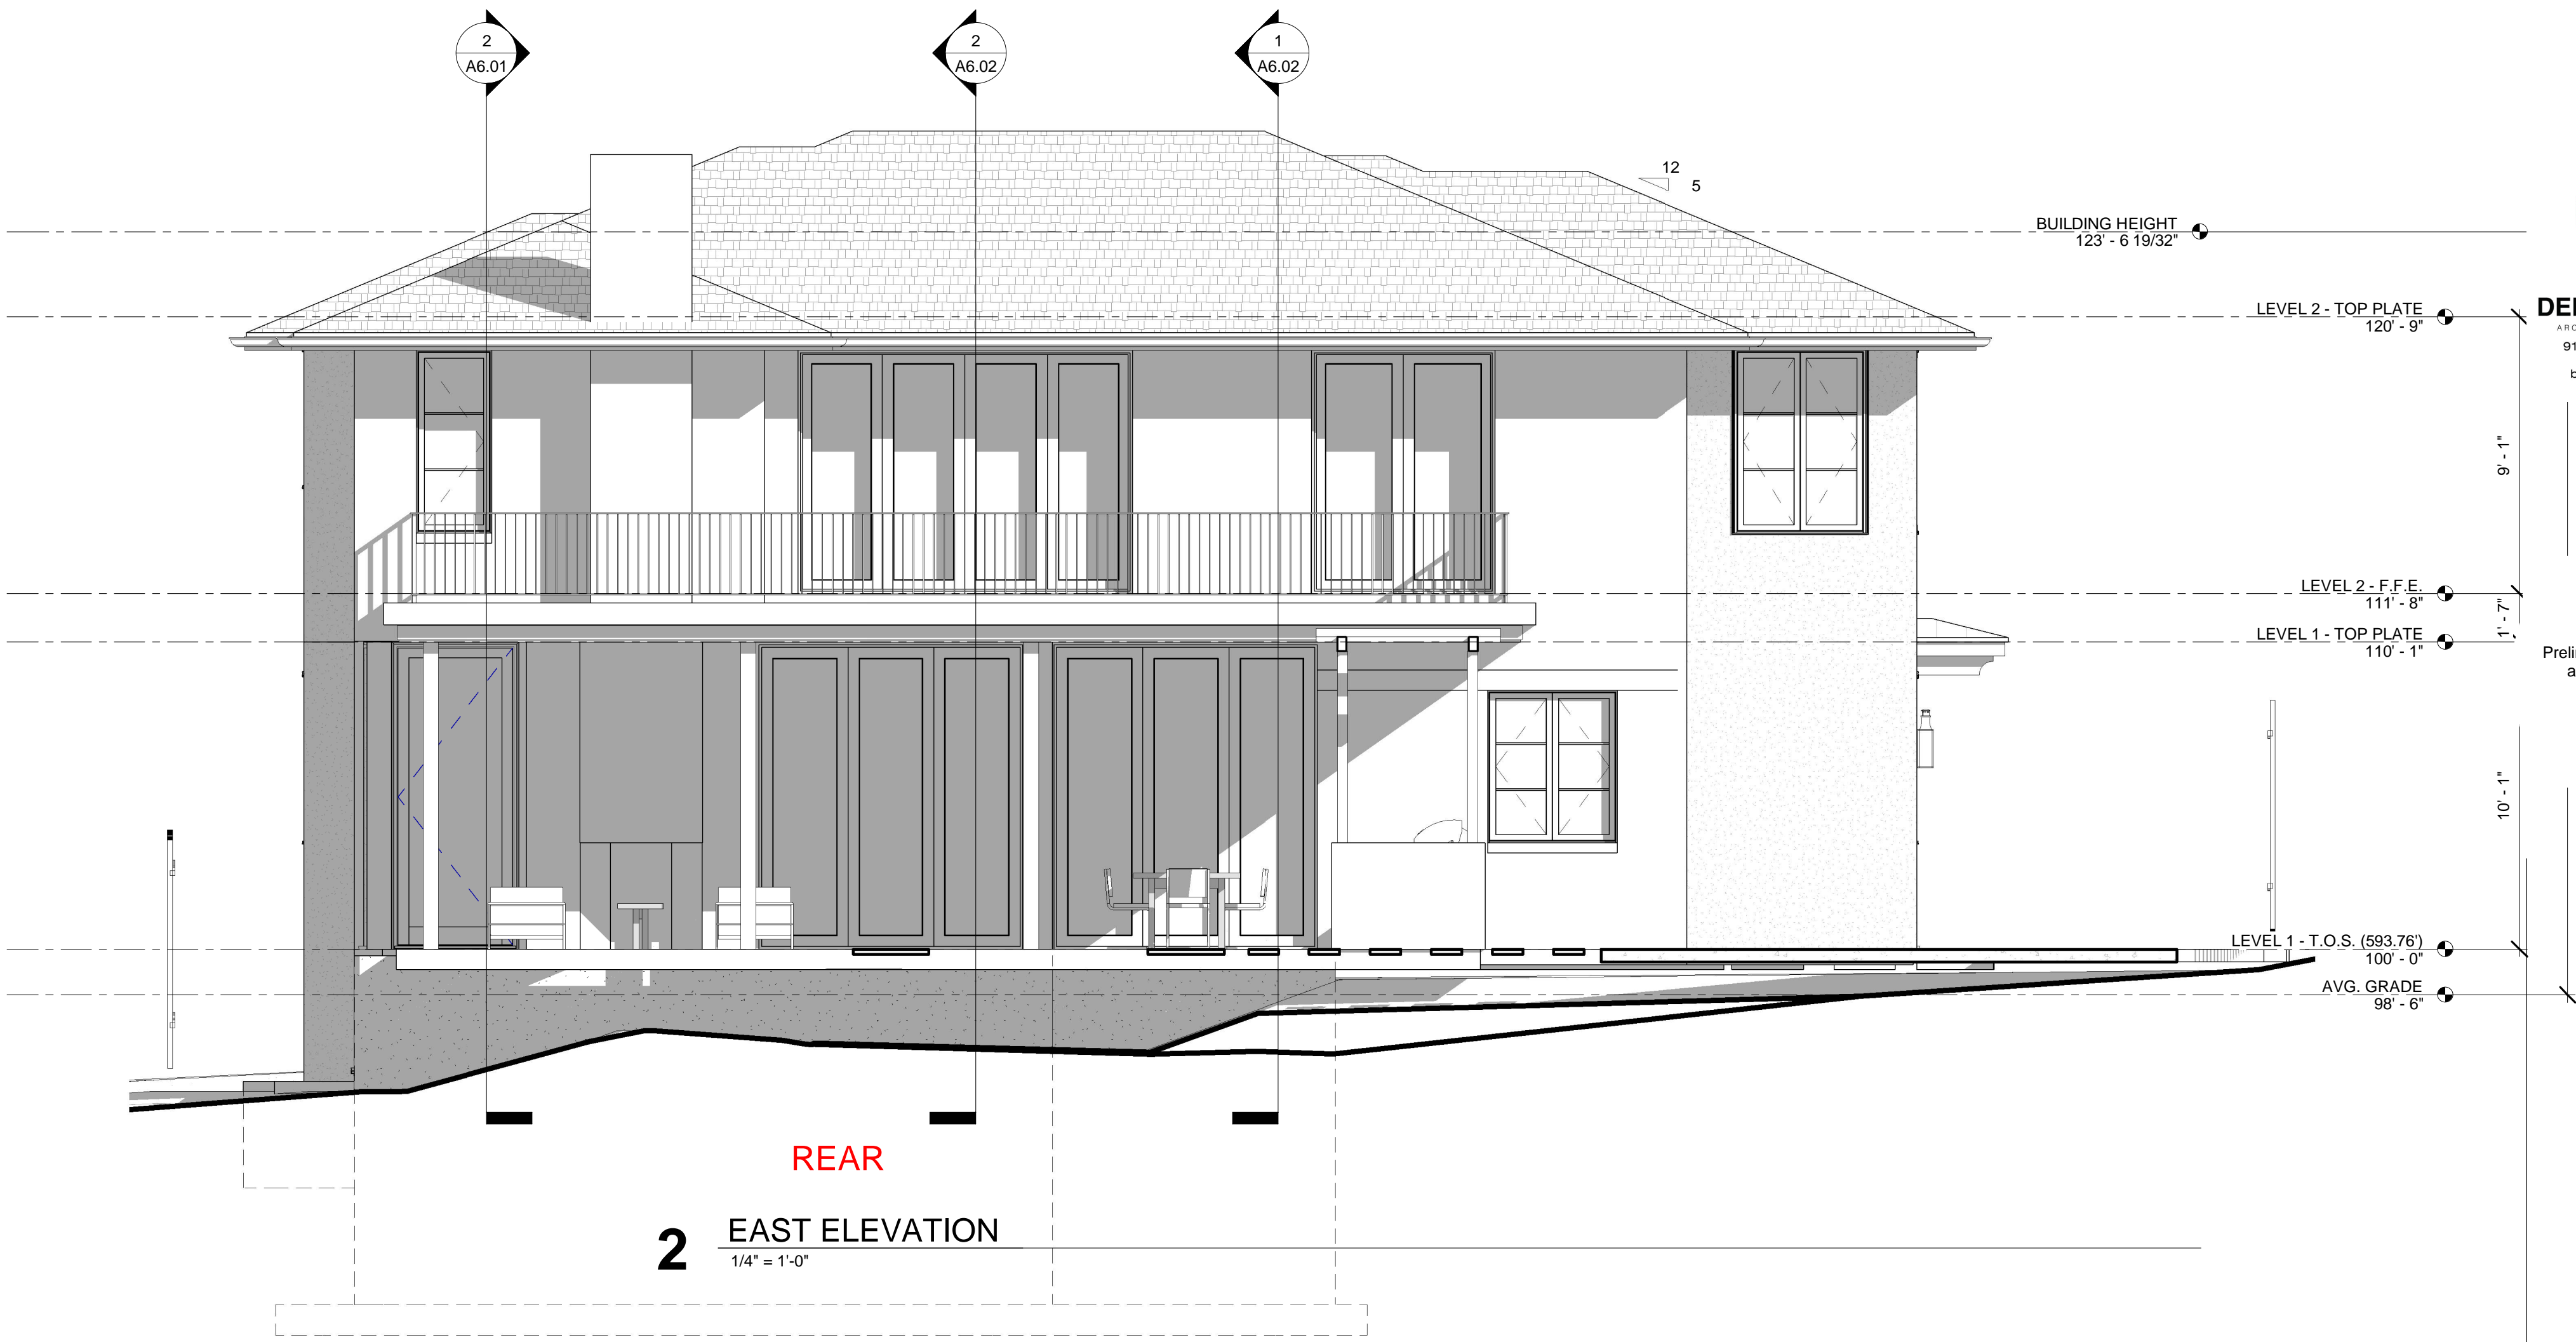 2
A6.01
2
A6.02
1
A6.02
12
5
BUILDING HEIGHT
123' - 6 19/32"
LEVEL 2 - TOP PLATE
120' - 9"
9' - 1"
LEVEL 2 - F.F.E.
111' - 8"
1' - 7"
LEVEL 1 - TOP PLATE
110' - 1"
10' - 1"
LEVEL 1 - T.O.S. (593.76')
100' - 0"
AVG. GRADE
98' - 6"
REAR
2
EAST ELEVATION
1/4" = 1'-0"